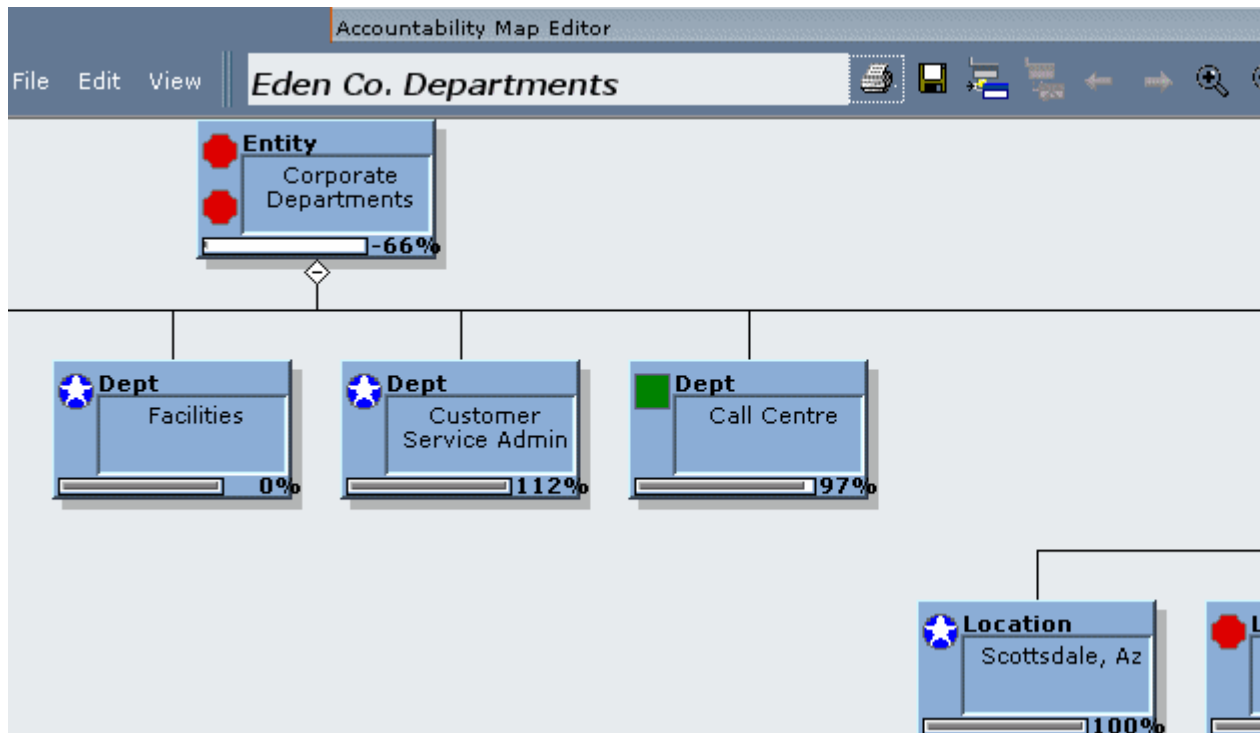 Accountability Map Editor
File Edit View Eden Co. Departments
Entity
Corporate
Departments
-66%
Dept
Facilities
0%
Dept
Customer
Service Admin
112%
Dept
Call Centre
97%
Location
Scottsdale, Az
100%
L